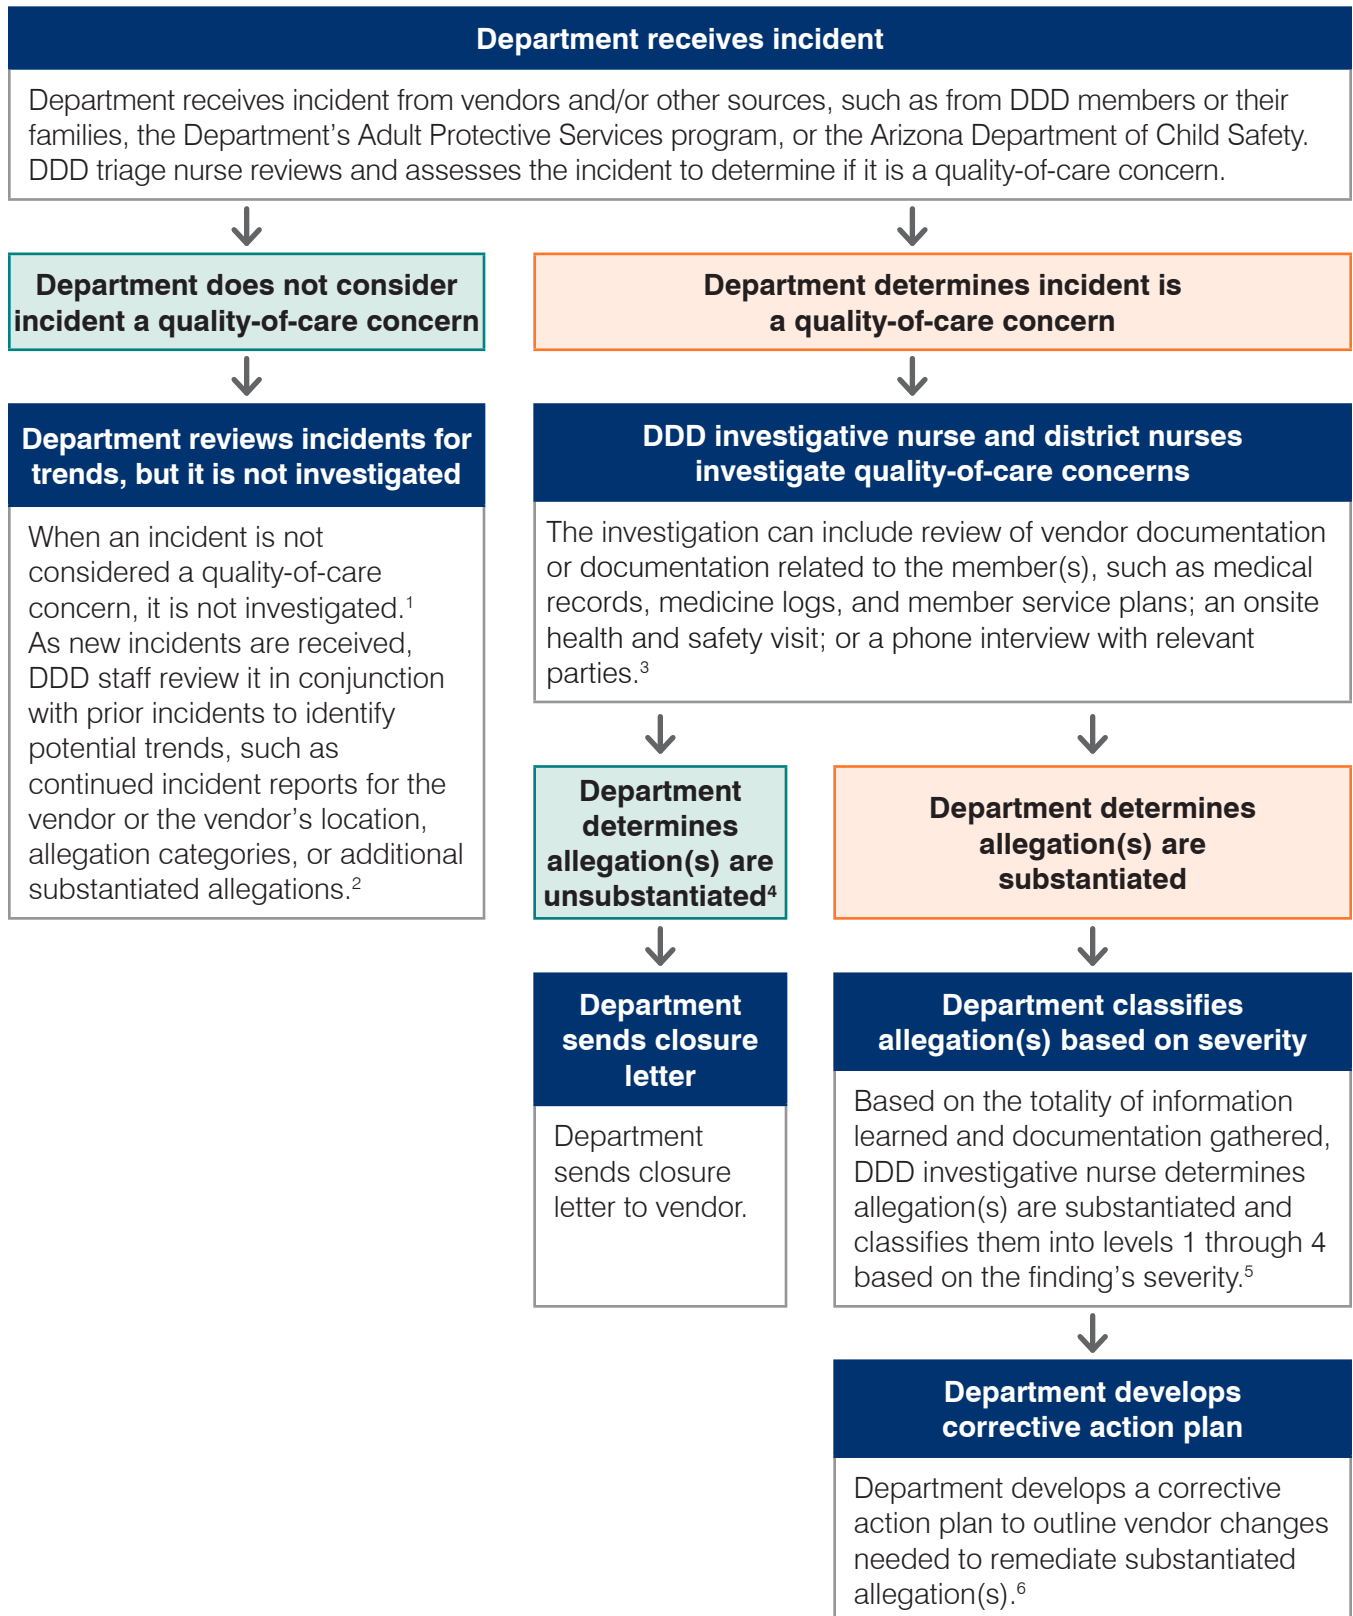 Department receives incident
Department receives incident from vendors and/or other sources, such as from DDD members or their
families, the Department’s Adult Protective Services program, or the Arizona Department of Child Safety.
DDD triage nurse reviews and assesses the incident to determine if it is a quality-of-care concern.
Department does not consider
incident a quality-of-care concern
Department reviews incidents for
trends, but it is not investigated
When an incident is not
considered a quality-of-care
concern, it is not investigated.¹
As new incidents are received,
DDD staff review it in conjunction
with prior incidents to identify
potential trends, such as
continued incident reports for the
vendor or the vendor’s location,
allegation categories, or additional
substantiated allegations.²
Department determines incident is
a quality-of-care concern
DDD investigative nurse and district nurses
investigate quality-of-care concerns
The investigation can include review of vendor documentation
or documentation related to the member(s), such as medical
records, medicine logs, and member service plans; an onsite
health and safety visit; or a phone interview with relevant
parties.³
Department
determines
allegation(s) are
unsubstantiated⁴
Department
sends closure
letter
Department
sends closure
letter to vendor.
Department determines
allegation(s) are
substantiated
Department classifies
allegation(s) based on severity
Based on the totality of information
learned and documentation gathered,
DDD investigative nurse determines
allegation(s) are substantiated and
classifies them into levels 1 through 4
based on the finding’s severity.⁵
Department develops
corrective action plan
Department develops a corrective
action plan to outline vendor changes
needed to remediate substantiated
allegation(s).⁶